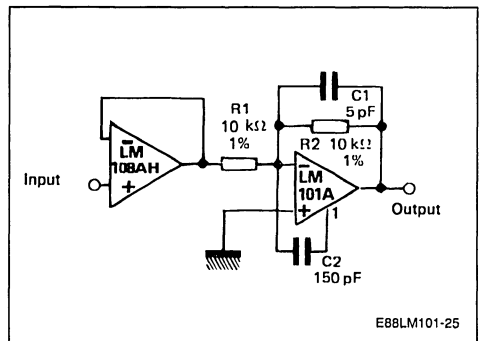 C1
5 pF
R1
10 kΩ
1%
R2 10 kΩ
1%
−
LM
108AH
+
Input
−
LM
101A
+
1
Output
C2
150 pF
E88LM101-25